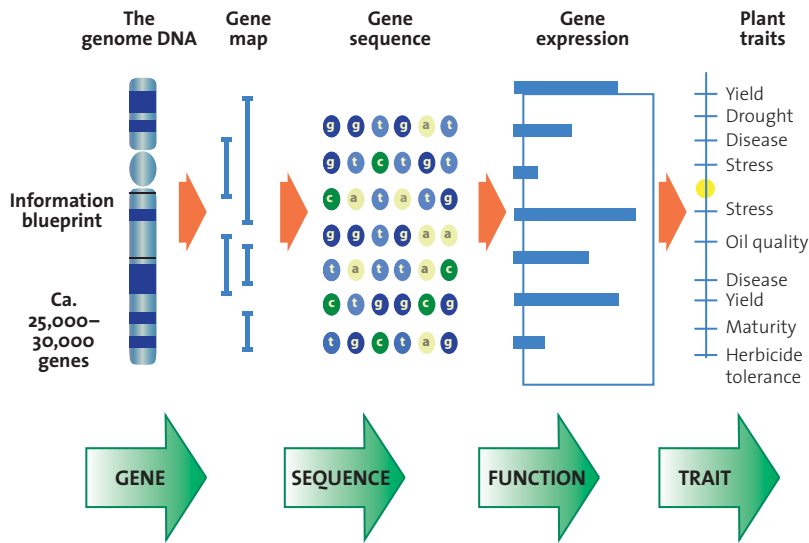 The
genome DNA
Gene
map
Gene
sequence
Gene
expression
Plant
traits
Information
blueprint
Ca.
25,000–
30,000
genes
g g t g a t
g t c t g t
c a t a t g
g g t g a a
t a t t a c
c t g g c g
t g c t a g
Yield
Drought
Disease
Stress
Stress
Oil quality
Disease
Yield
Maturity
Herbicide
tolerance
GENE
SEQUENCE
FUNCTION
TRAIT